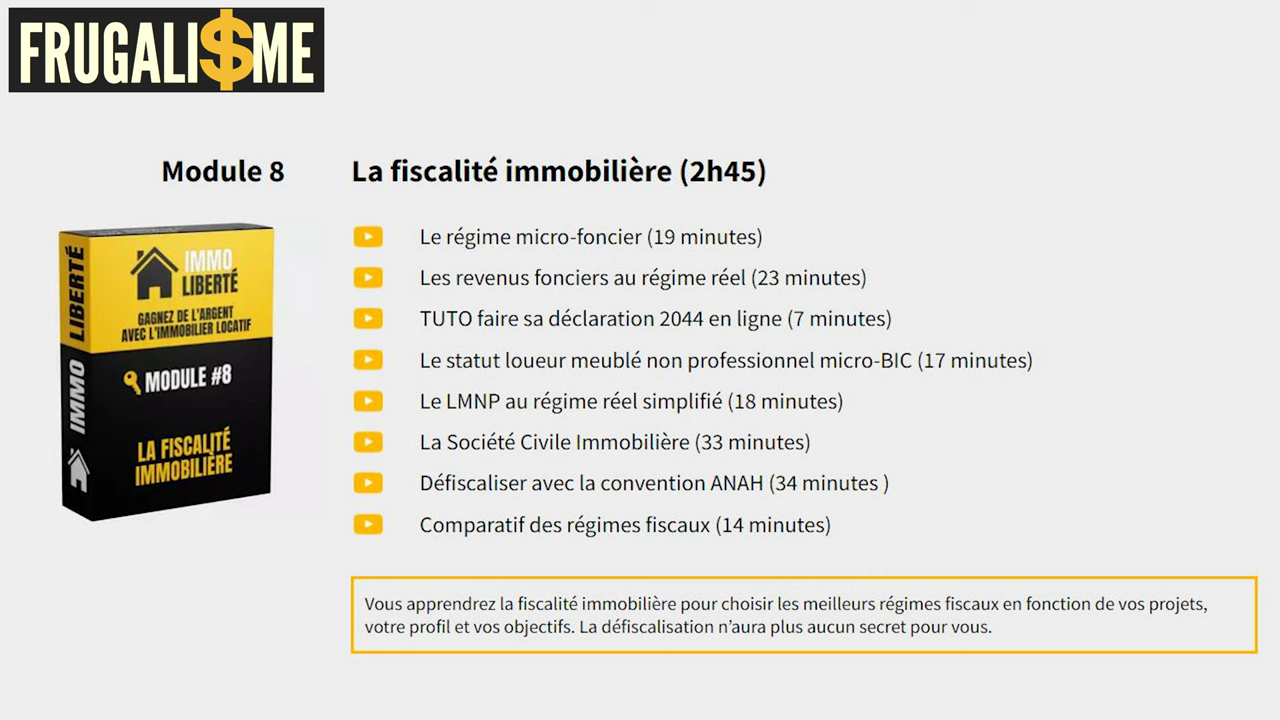 FRUGALI$ME
Module 8
La fiscalité immobilière (2h45)
IMMO LIBERTÉ
IMMO
LIBERTÉ
GAGNEZ DE L'ARGENT
AVEC L'IMMOBILIER LOCATIF
MODULE #8
LA FISCALITÉ
IMMOBILIÈRE
Le régime micro-foncier (19 minutes)
Les revenus fonciers au régime réel (23 minutes)
TUTO faire sa déclaration 2044 en ligne (7 minutes)
Le statut loueur meublé non professionnel micro-BIC (17 minutes)
Le LMNP au régime réel simplifié (18 minutes)
La Société Civile Immobilière (33 minutes)
Défiscaliser avec la convention ANAH (34 minutes )
Comparatif des régimes fiscaux (14 minutes)
Vous apprendrez la fiscalité immobilière pour choisir les meilleurs régimes fiscaux en fonction de vos projets,
votre profil et vos objectifs. La défiscalisation n’aura plus aucun secret pour vous.